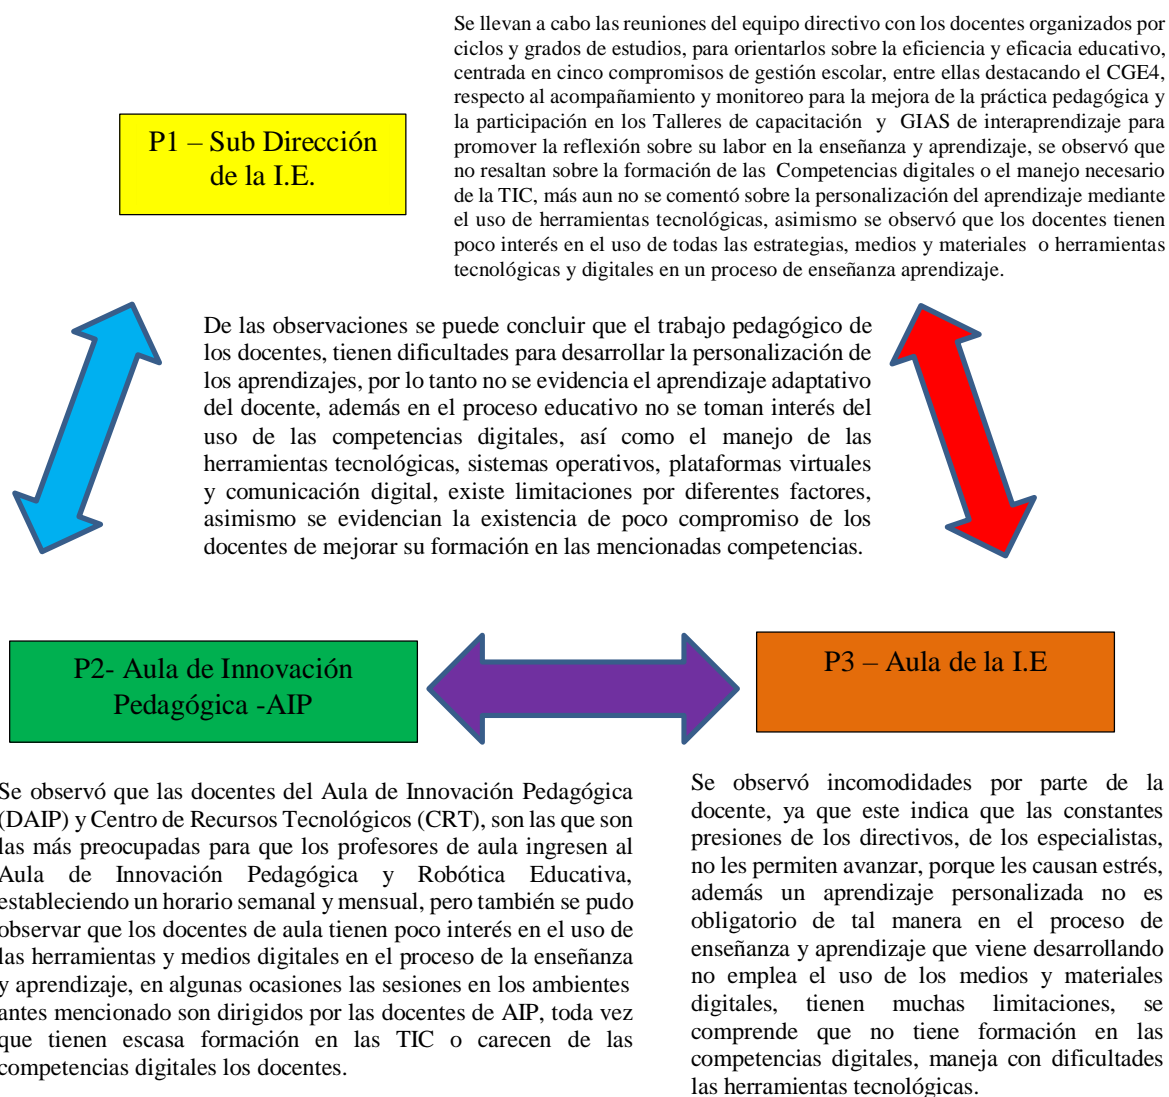 Se llevan a cabo las reuniones del equipo directivo con los docentes organizados por
ciclos y grados de estudios, para orientarlos sobre la eficiencia y eficacia educativo,
centrada en cinco compromisos de gestión escolar, entre ellas destacando el CGE4,
respecto al acompañamiento y monitoreo para la mejora de la práctica pedagógica y
la participación en los Talleres de capacitación y GIAS de interaprendizaje para
promover la reflexión sobre su labor en la enseñanza y aprendizaje, se observó que
no resaltan sobre la formación de las Competencias digitales o el manejo necesario
de la TIC, más aun no se comentó sobre la personalización del aprendizaje mediante
el uso de herramientas tecnológicas, asimismo se observó que los docentes tienen
poco interés en el uso de todas las estrategias, medios y materiales o herramientas
tecnológicas y digitales en un proceso de enseñanza aprendizaje.
P1 – Sub Dirección
de la I.E.
De las observaciones se puede concluir que el trabajo pedagógico de
los docentes, tienen dificultades para desarrollar la personalización de
los aprendizajes, por lo tanto no se evidencia el aprendizaje adaptativo
del docente, además en el proceso educativo no se toman interés del
uso de las competencias digitales, así como el manejo de las
herramientas tecnológicas, sistemas operativos, plataformas virtuales
y comunicación digital, existe limitaciones por diferentes factores,
asimismo se evidencian la existencia de poco compromiso de los
docentes de mejorar su formación en las mencionadas competencias.
P2- Aula de Innovación
Pedagógica -AIP
P3 – Aula de la I.E
Se observó que las docentes del Aula de Innovación Pedagógica
(DAIP) y Centro de Recursos Tecnológicos (CRT), son las que son
las más preocupadas para que los profesores de aula ingresen al
Aula de Innovación Pedagógica y Robótica Educativa,
estableciendo un horario semanal y mensual, pero también se pudo
observar que los docentes de aula tienen poco interés en el uso de
las herramientas y medios digitales en el proceso de la enseñanza
y aprendizaje, en algunas ocasiones las sesiones en los ambientes
antes mencionado son dirigidos por las docentes de AIP, toda vez
que tienen escasa formación en las TIC o carecen de las
competencias digitales los docentes.
Se observó incomodidades por parte de la
docente, ya que este indica que las constantes
presiones de los directivos, de los especialistas,
no les permiten avanzar, porque les causan estrés,
además un aprendizaje personalizada no es
obligatorio de tal manera en el proceso de
enseñanza y aprendizaje que viene desarrollando
no emplea el uso de los medios y materiales
digitales, tienen muchas limitaciones, se
comprende que no tiene formación en las
competencias digitales, maneja con dificultades
las herramientas tecnológicas.